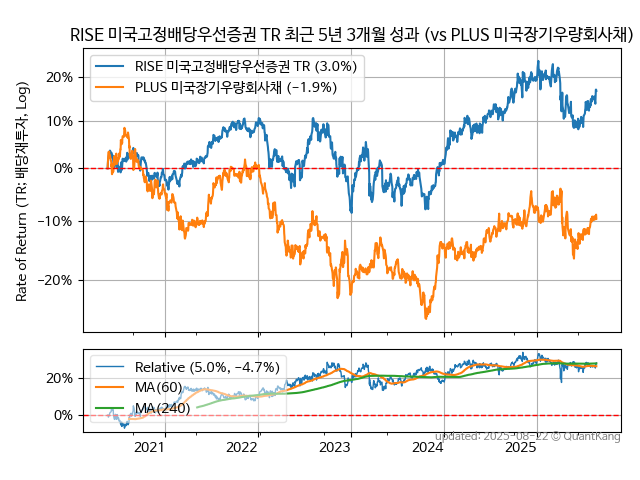 RISE 미국고정배당우선증권 TR 최근 5년 3개월 성과 (vs PLUS 미국장기우량회사채)
RISE 미국고정배당우선증권 TR (3.0%)
PLUS 미국장기우량회사채 (−1.9%)
Rate of Return (TR: 배당재투자, Log)
20%
10%
0%
−10%
−20%
Relative (5.0%, −4.7%)
MA(60)
MA(240)
20%
0%
2021 2022 2023 2024 2025
updated: 2025-08-22 © QuantKang